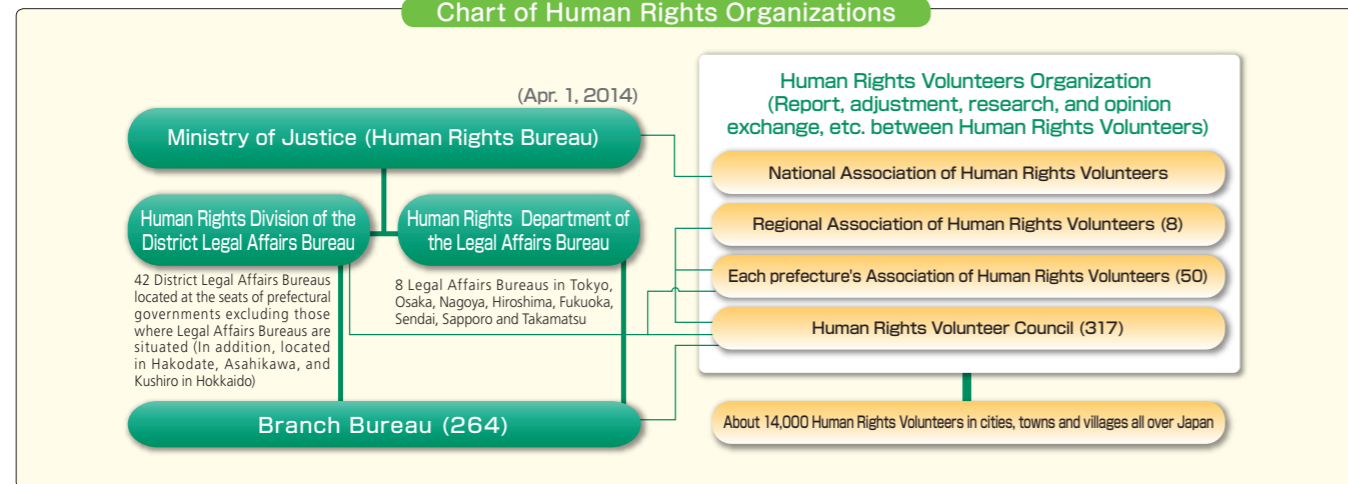 Chart of Human Rights Organizations
(Apr. 1, 2014)
Ministry of Justice (Human Rights Bureau)
Human Rights Division of the
District Legal Affairs Bureau
Human Rights Department of
the Legal Affairs Bureau
42 District Legal Affairs Bureaus
located at the seats of prefectural
governments excluding those
where Legal Affairs Bureaus are
situated (In addition, located
in Hakodate, Asahikawa, and
Kushiro in Hokkaido)
8 Legal Affairs Bureaus in Tokyo,
Osaka, Nagoya, Hiroshima, Fukuoka,
Sendai, Sapporo and Takamatsu
Branch Bureau (264)
Human Rights Volunteers Organization
(Report, adjustment, research, and opinion
exchange, etc. between Human Rights Volunteers)
National Association of Human Rights Volunteers
Regional Association of Human Rights Volunteers (8)
Each prefecture's Association of Human Rights Volunteers (50)
Human Rights Volunteer Council (317)
About 14,000 Human Rights Volunteers in cities, towns and villages all over Japan